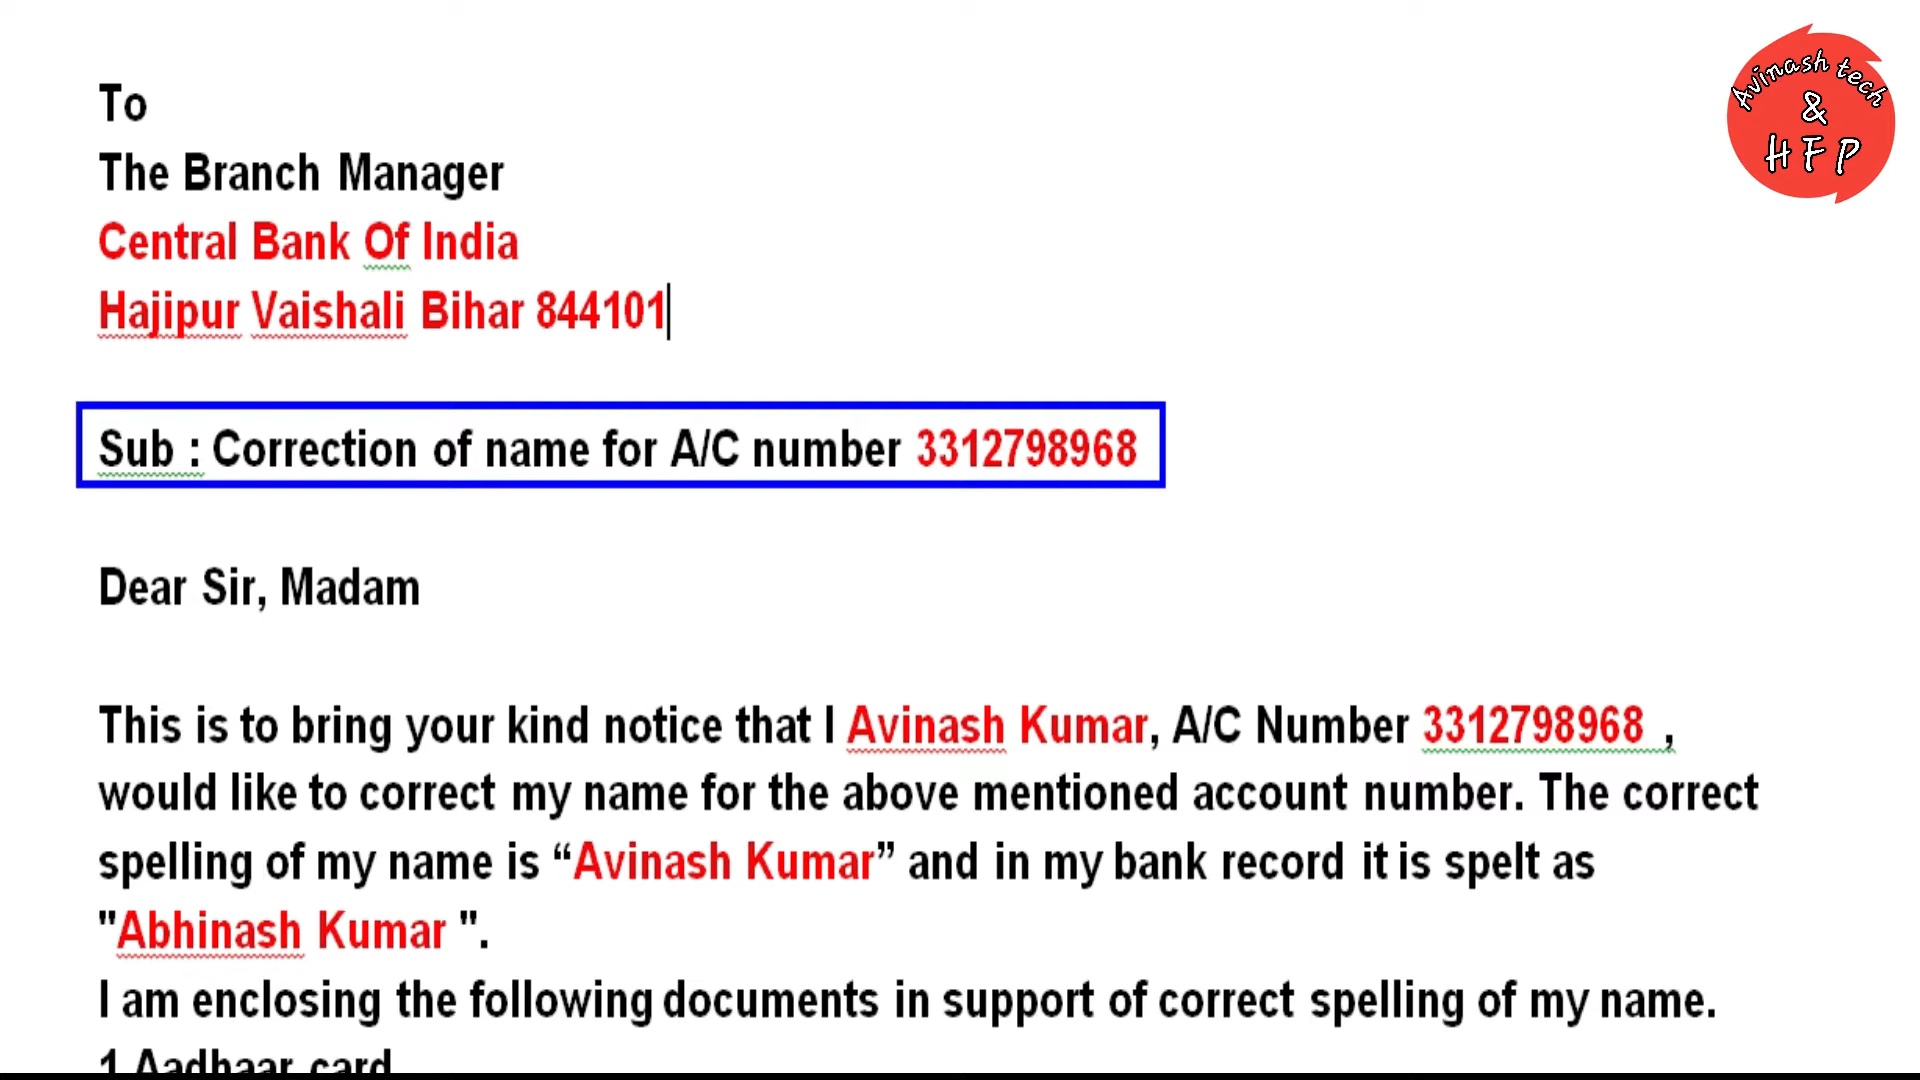 To
The Branch Manager
Central Bank Of India
Hajipur Vaishali Bihar 844101
Sub : Correction of name for A/C number 3312798968
Dear Sir, Madam
This is to bring your kind notice that I Avinash Kumar, A/C Number 3312798968 ,
would like to correct my name for the above mentioned account number. The correct
spelling of my name is “Avinash Kumar” and in my bank record it is spelt as
"Abhinash Kumar ".
I am enclosing the following documents in support of correct spelling of my name.
1 Aadhaar card
Avinash tech
&
HFP